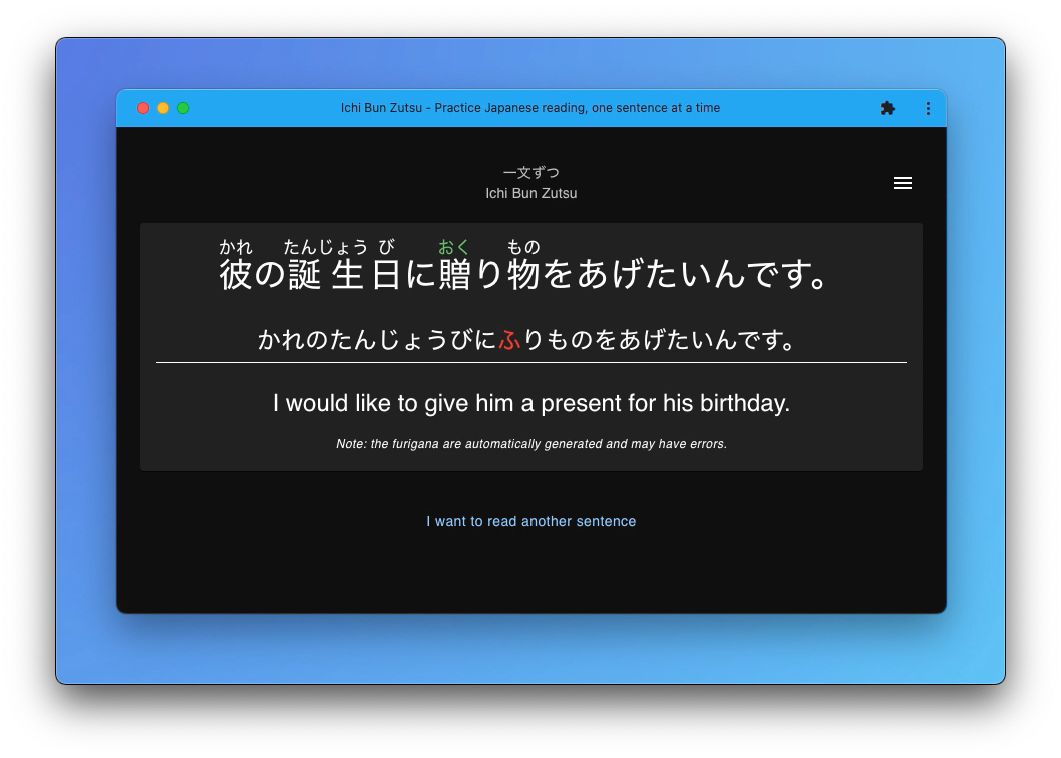 Ichi Bun Zutsu - Practice Japanese reading, one sentence at a time
一文ずつ
Ichi Bun Zutsu
かれ たんじょう び おく もの
彼の誕生日に贈り物をあげたいんです。
かれのたんじょうびにふりものをあげたいんです。
I would like to give him a present for his birthday.
Note: the furigana are automatically generated and may have errors.
I want to read another sentence